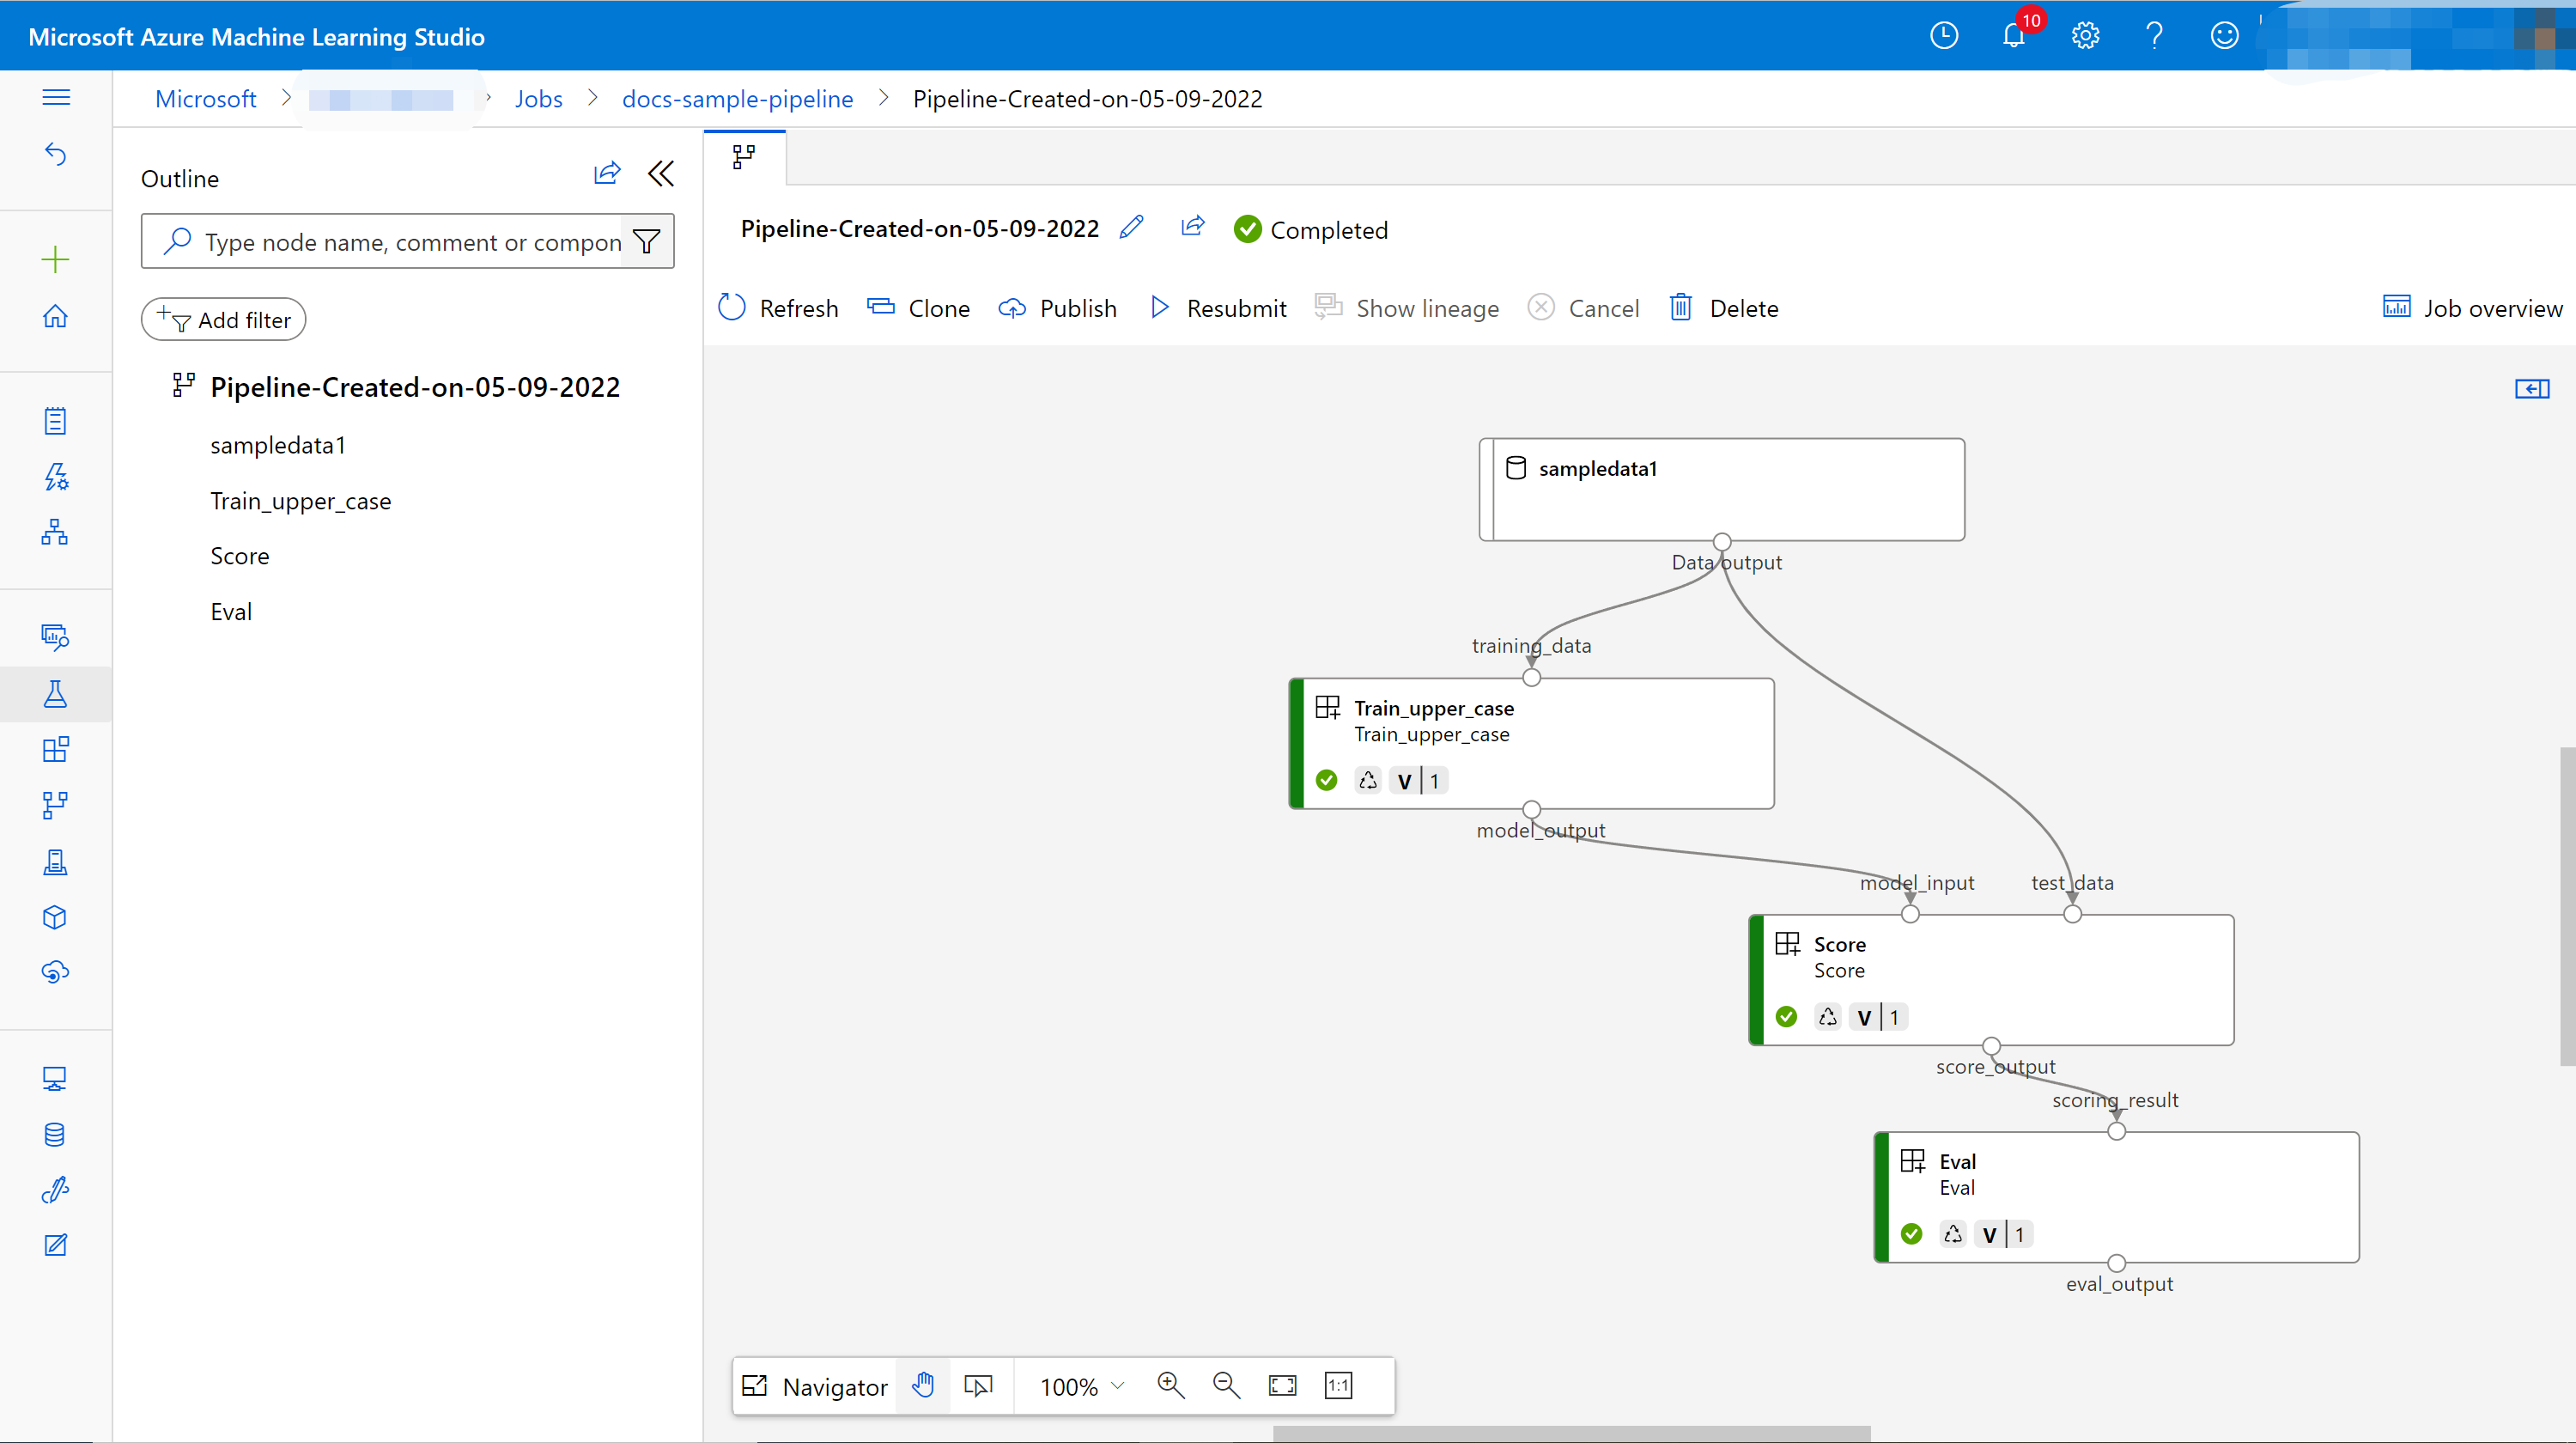 Microsoft Azure Machine Learning Studio
10
Microsoft > Jobs > docs-sample-pipeline > Pipeline-Created-on-05-09-2022
Outline
Type node name, comment or compon
Add filter
Pipeline-Created-on-05-09-2022
sampledata1
Train_upper_case
Score
Eval
Pipeline-Created-on-05-09-2022 Completed
Refresh Clone Publish Resubmit Show lineage Cancel Delete Job overview
sampledata1
Data output
training_data
Train_upper_case
Train_upper_case
V 1
model_output
model_input test_data
Score
Score
V 1
score_output
scoring_result
Eval
Eval
V 1
eval_output
Navigator 100% 1:1